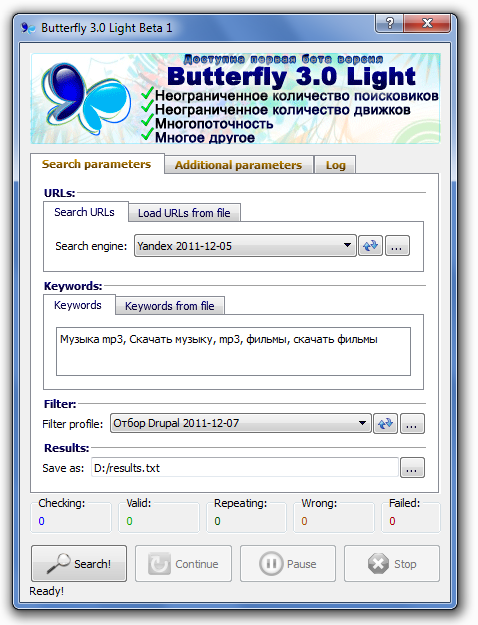 Butterfly 3.0 Light Beta 1
Доступна первая бета версия
Butterfly 3.0 Light
Неограниченное количество поисковиков
Неограниченное количество движков
Многопоточность
Многое другое
Search parameters Additional parameters Log
URLs:
Search URLs Load URLs from file
Search engine: Yandex 2011-12-05 ...
Keywords:
Keywords Keywords from file
Музыка mp3, Скачать музыку, mp3, фильмы, скачать фильмы
Filter:
Filter profile: Отбор Drupal 2011-12-07 ...
Results:
Save as: D:/results.txt ...
Checking: Valid: Repeating: Wrong: Failed:
0 0 0 0 0
Search! Continue Pause Stop
Ready!